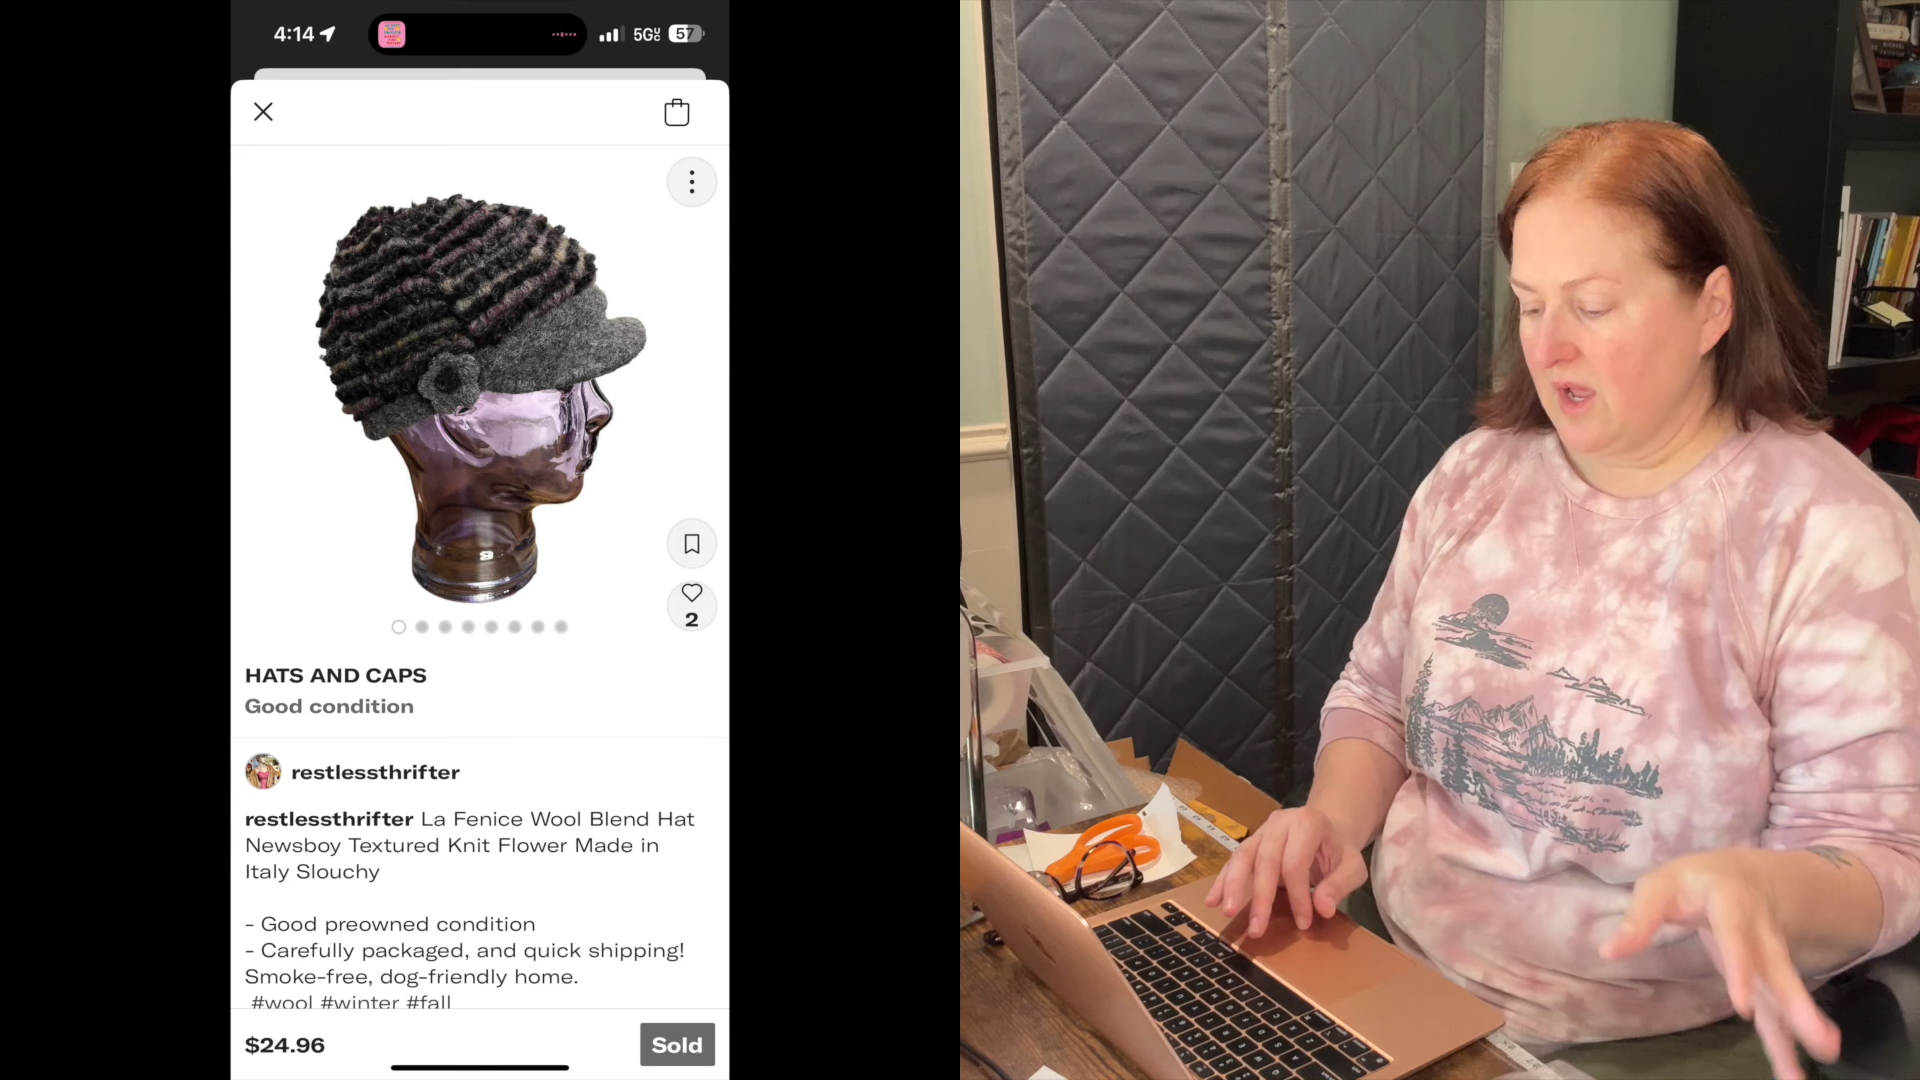 4:14
5G
57
2
HATS AND CAPS
Good condition
restlessthrifter
restlessthrifter La Fenice Wool Blend Hat
Newsboy Textured Knit Flower Made in
Italy Slouchy
- Good preowned condition
- Carefully packaged, and quick shipping!
Smoke-free, dog-friendly home.
#wool #winter #fall
$24.96
Sold